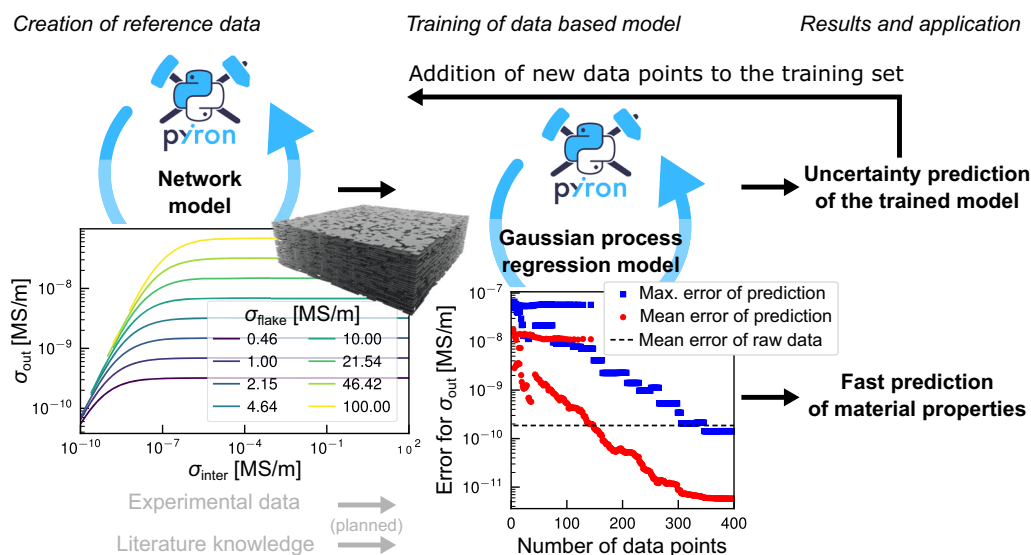 Creation of reference data
Training of data based model
Results and application
Addition of new data points to the training set
pyiron
Network
model
pyiron
Gaussian process
regression model
Uncertainty prediction
of the trained model
Fast prediction
of material properties
σout [MS/m]
10⁻⁸
10⁻⁹
10⁻¹⁰
σflake [MS/m]
0.46
1.00
2.15
4.64
10.00
21.54
46.42
100.00
10⁻¹⁰
10⁻⁷
10⁻⁴
10⁻¹
10²
σinter [MS/m]
Experimental data
(planned)
Literature knowledge
Error for σout [MS/m]
10⁻⁷
10⁻⁸
10⁻⁹
10⁻¹⁰
10⁻¹¹
Max. error of prediction
Mean error of prediction
Mean error of raw data
0
100
200
300
400
Number of data points